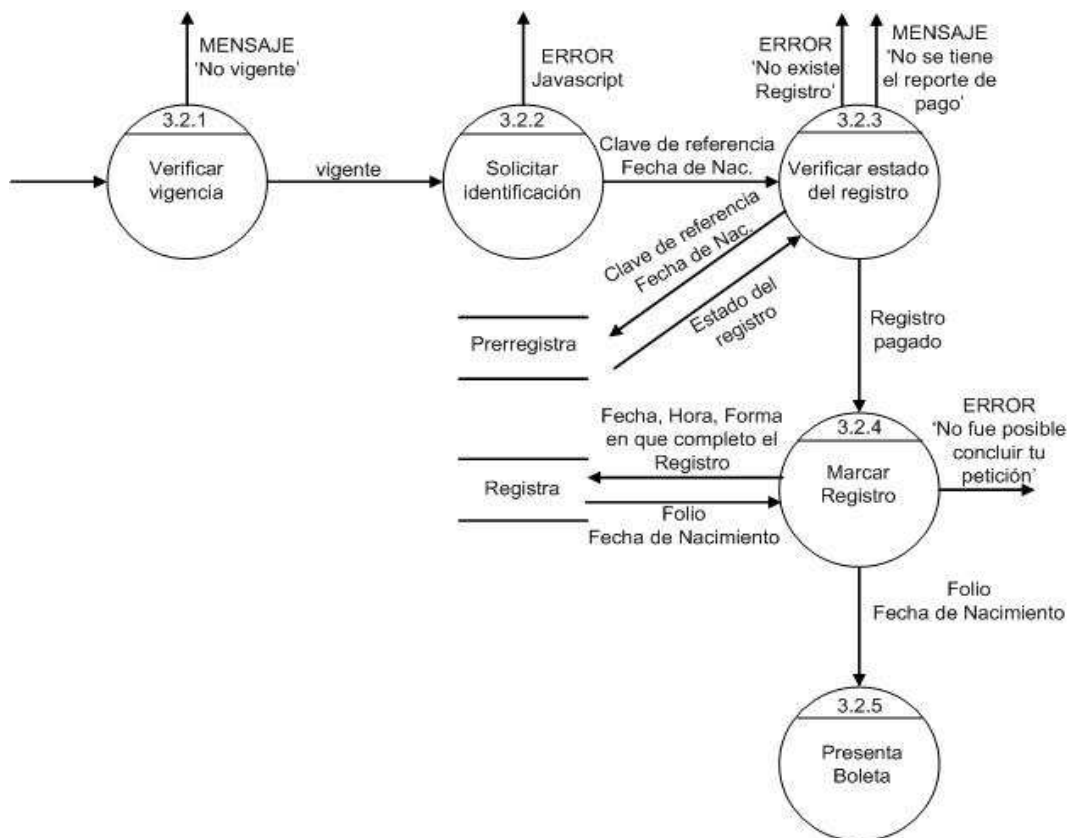 MENSAJE
'No vigente'
ERROR
Javascript
ERROR
'No existe
Registro'
MENSAJE
'No se tiene
el reporte de
pago'
3.2.1
Verificar
vigencia
vigente
3.2.2
Solicitar
identificación
Clave de referencia
Fecha de Nac.
3.2.3
Verificar estado
del registro
Clave de referencia
Fecha de Nac.
Estado del
registro
Prerregistra
Registro
pagado
Fecha, Hora, Forma
en que completo el
Registro
Registra
Folio
Fecha de Nacimiento
3.2.4
Marcar
Registro
ERROR
'No fue posible
concluir tu
petición'
Folio
Fecha de Nacimiento
3.2.5
Presenta
Boleta